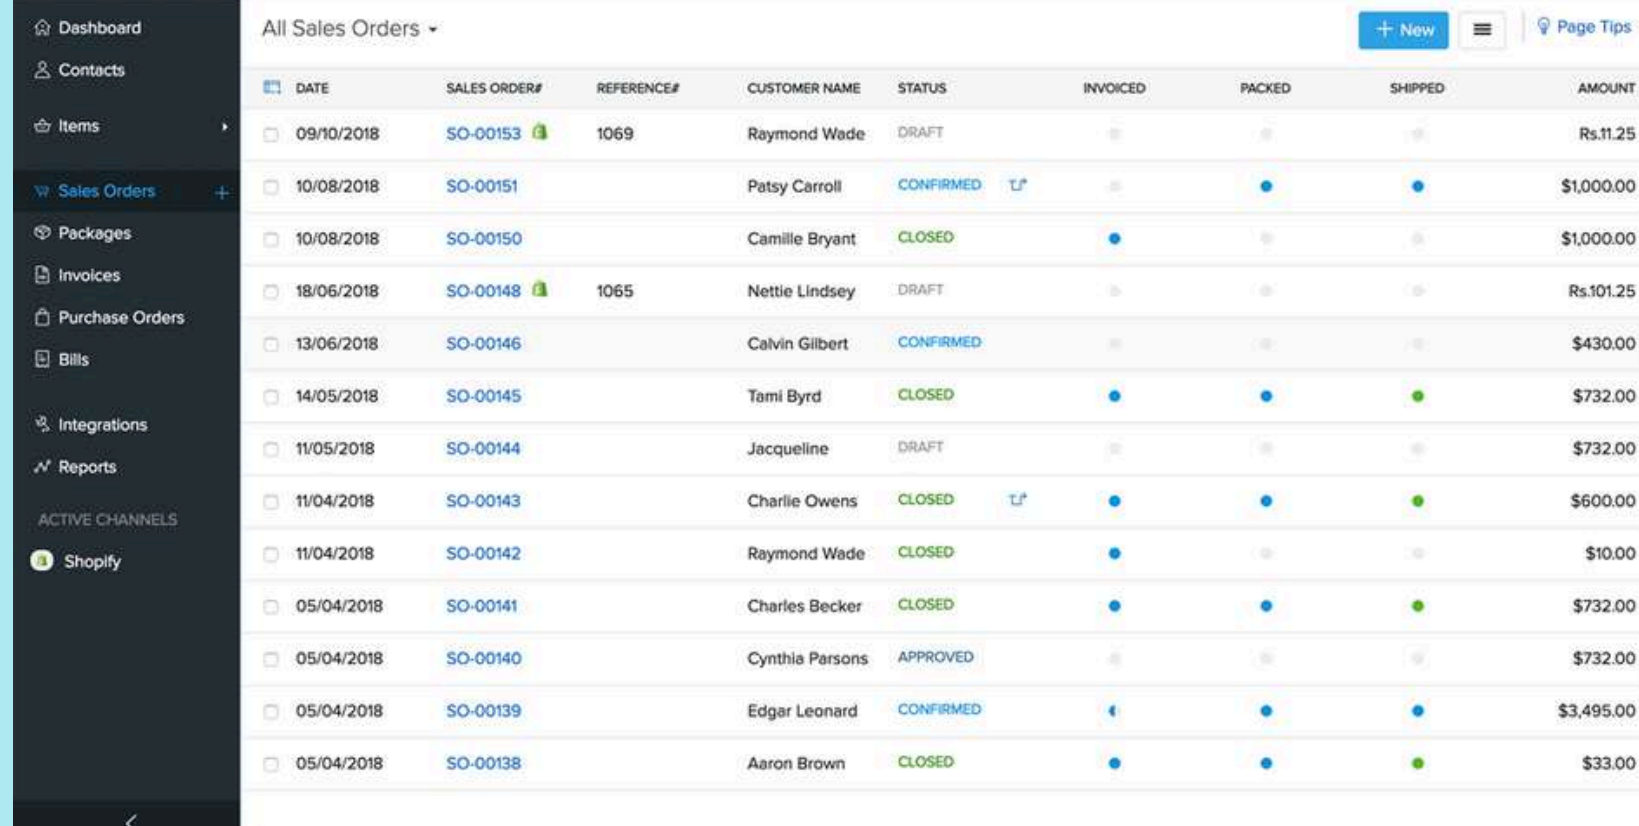 Dashboard
Contacts
Items
Sales Orders +
Packages
Invoices
Purchase Orders
Bills
Integrations
Reports
ACTIVE CHANNELS
Shopify
All Sales Orders
+ New
Page Tips
DATE SALES ORDER# REFERENCE# CUSTOMER NAME STATUS INVOICED PACKED SHIPPED AMOUNT
09/10/2018 SO-00153 1069 Raymond Wade DRAFT Rs.11.25
10/08/2018 SO-00151 Patsy Carroll CONFIRMED $1,000.00
10/08/2018 SO-00150 Camille Bryant CLOSED $1,000.00
18/06/2018 SO-00148 1065 Nettie Lindsey DRAFT Rs.101.25
13/06/2018 SO-00146 Calvin Gilbert CONFIRMED $430.00
14/05/2018 SO-00145 Tami Byrd CLOSED $732.00
11/05/2018 SO-00144 Jacqueline DRAFT $732.00
11/04/2018 SO-00143 Charlie Owens CLOSED $600.00
11/04/2018 SO-00142 Raymond Wade CLOSED $10.00
05/04/2018 SO-00141 Charles Becker CLOSED $732.00
05/04/2018 SO-00140 Cynthia Parsons APPROVED $732.00
05/04/2018 SO-00139 Edgar Leonard CONFIRMED $3,495.00
05/04/2018 SO-00138 Aaron Brown CLOSED $33.00